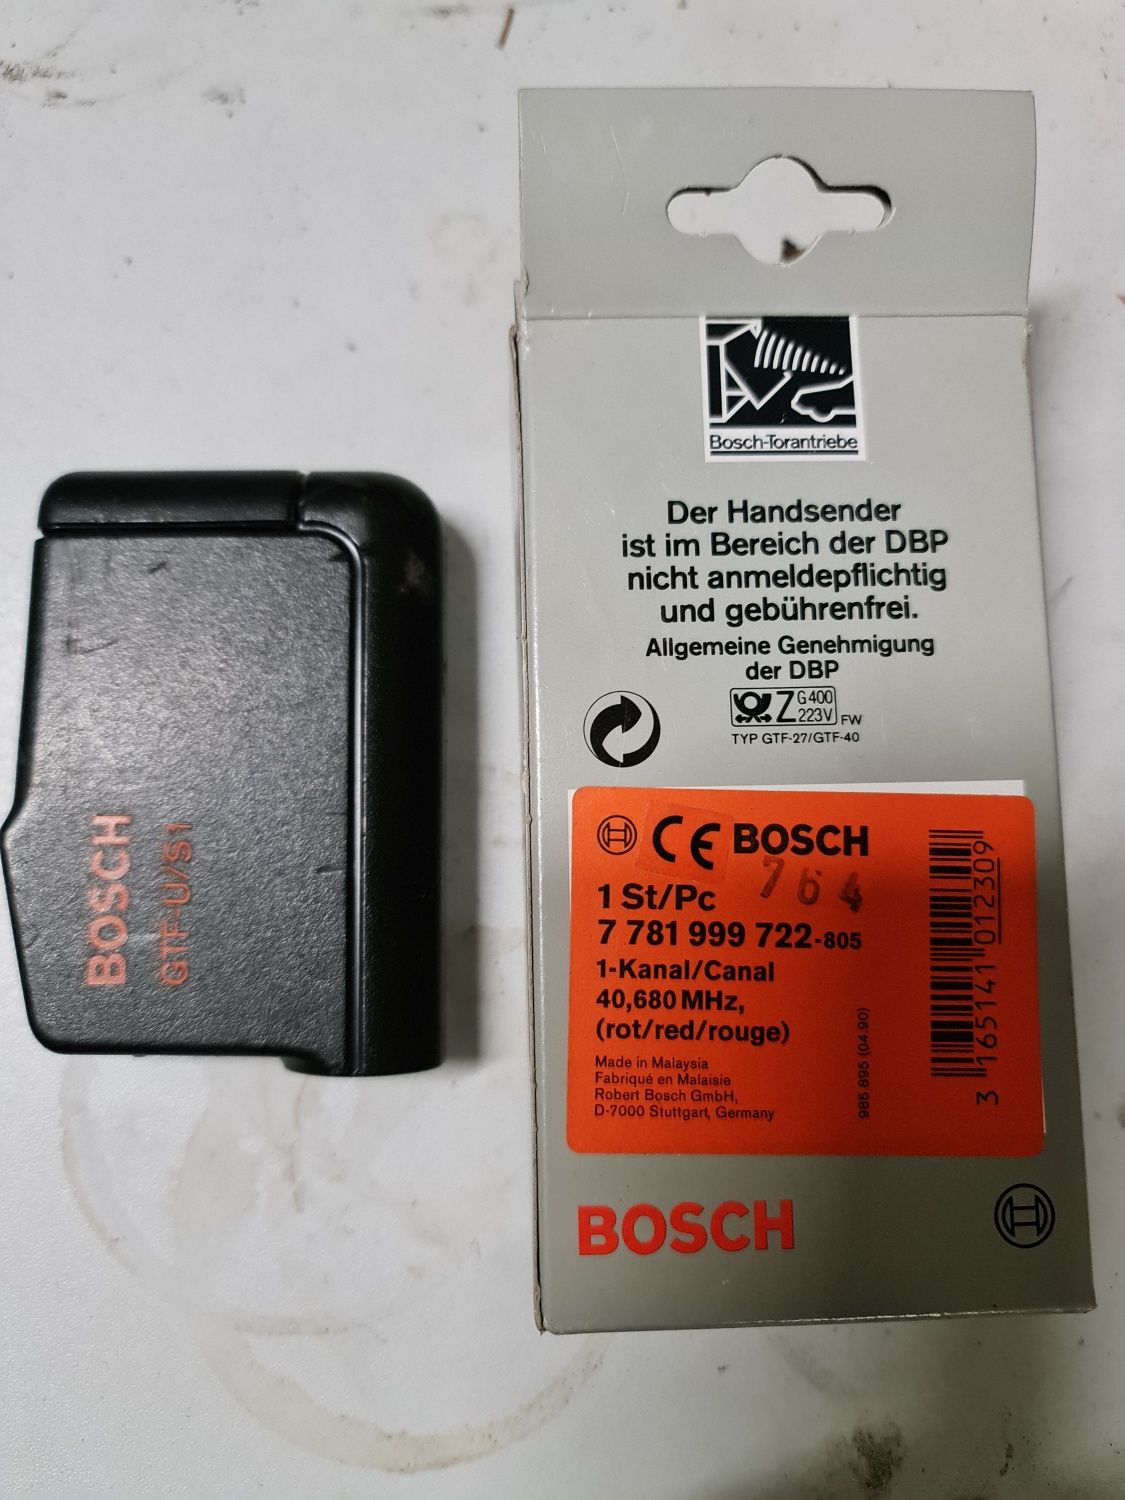 BOSCH
GTF-U/S1
Bosch-Torantriebe
Der Handsender
ist im Bereich der DBP
nicht anmeldepflichtig
und gebührenfrei.
Allgemeine Genehmigung
der DBP
Z G400
223V FW
TYP GTF-27/GTF-40
CE BOSCH
764
1 St/Pc
7 781 999 722-805
1-Kanal/Canal
40,680 MHz,
(rot/red/rouge)
Made in Malaysia
Fabriqué en Malaisie
Robert Bosch GmbH,
D-7000 Stuttgart, Germany
985 895 (04.90)
3 165141 012309
BOSCH